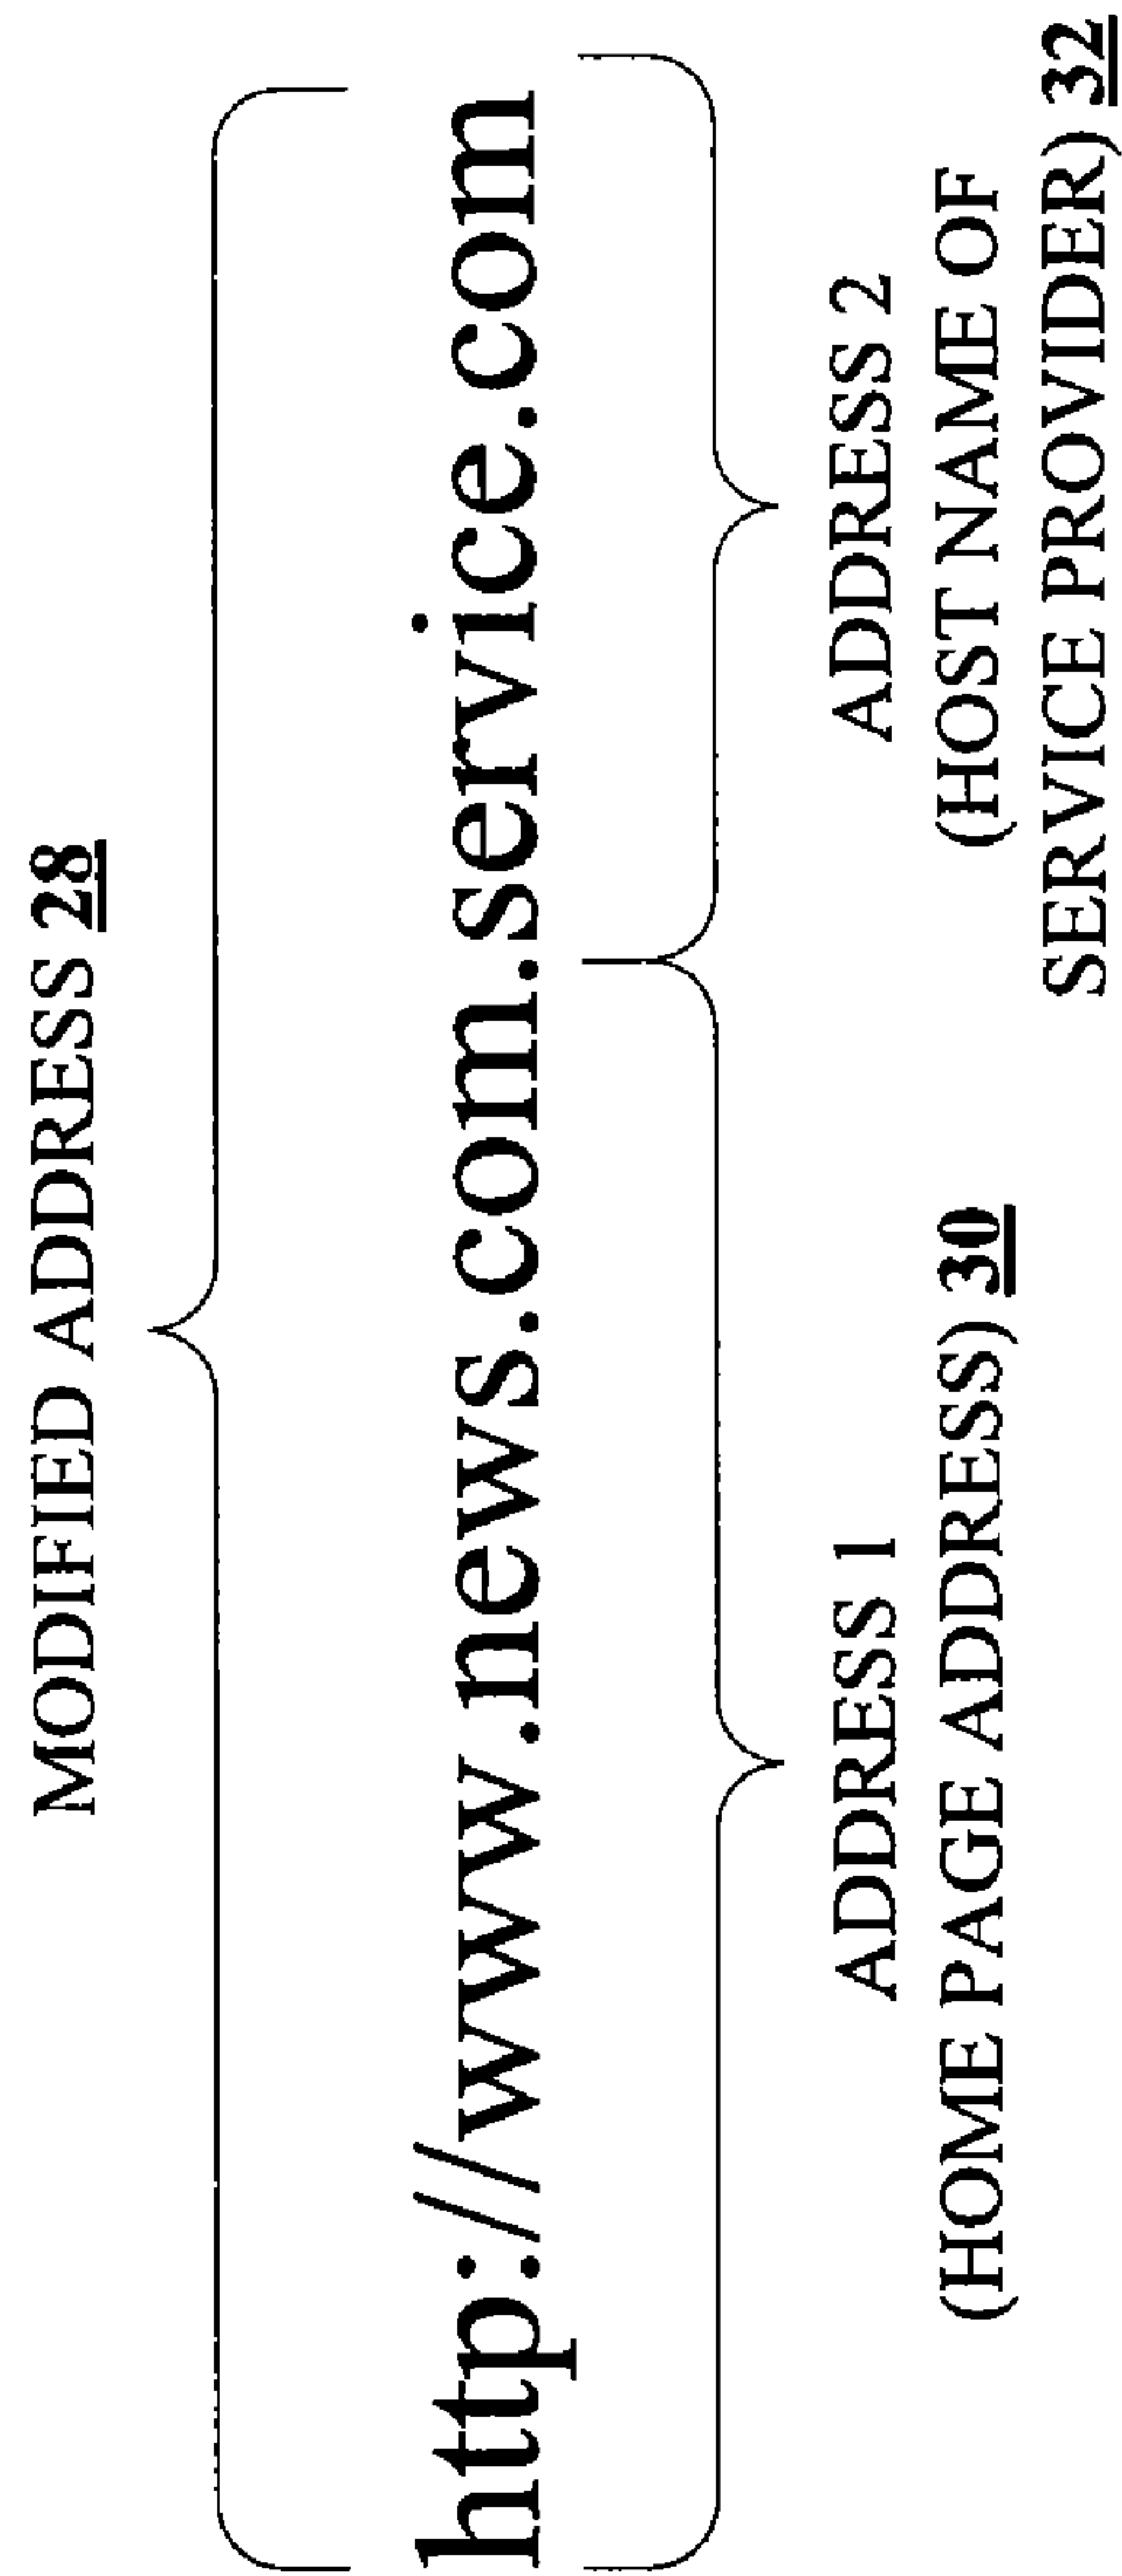 MODIFIED ADDRESS 28
http://www.news.com.service.com
ADDRESS 1
(HOME PAGE ADDRESS) 30
ADDRESS 2
(HOST NAME OF
SERVICE PROVIDER) 32